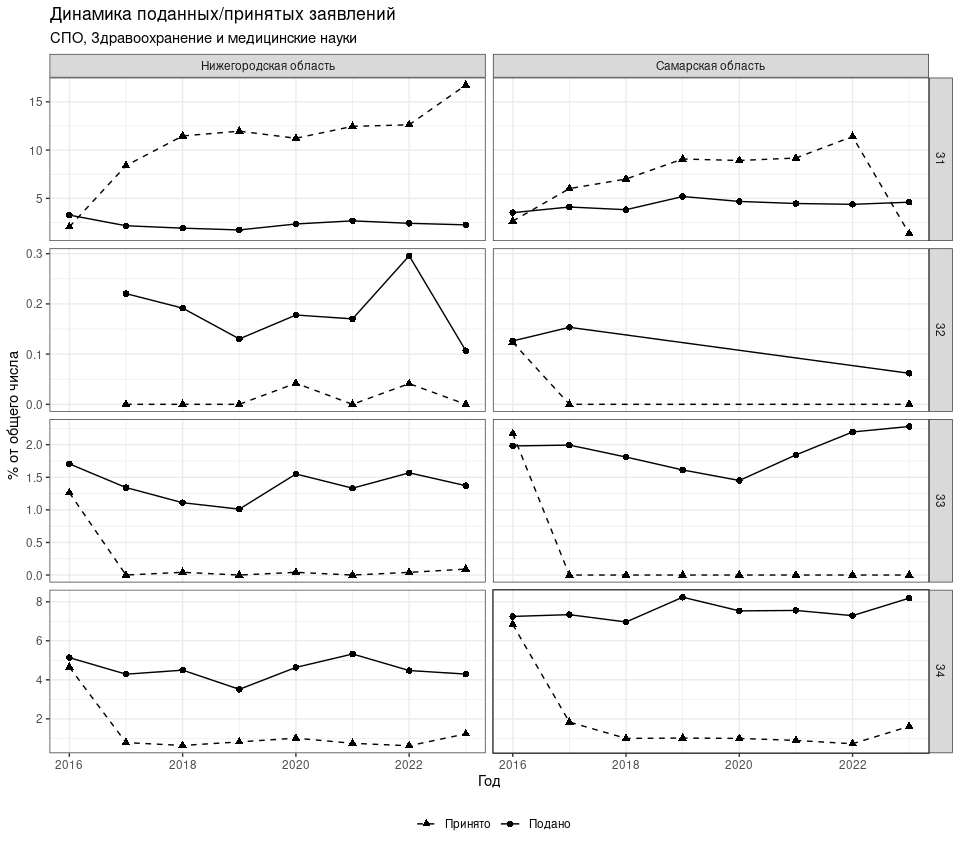 Динамика поданных/принятых заявлений
СПО, Здравоохранение и медицинские науки
Нижегородская область
Самарская область
15
10
5
31
0.3
0.2
0.1
0.0
32
% от общего числа
2.0
1.5
1.0
0.5
0.0
33
8
6
4
2
34
2016 2018 2020 2022
2016 2018 2020 2022
Год
Принято Подано